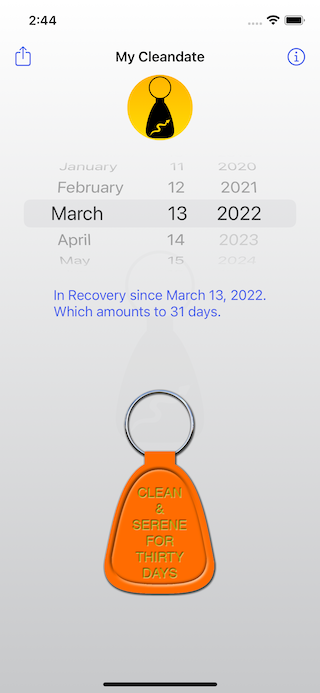 2:44
My Cleandate
January 11 2020
February 12 2021
March 13 2022
April 14 2023
May 15 2024
In Recovery since March 13, 2022.
Which amounts to 31 days.
CLEAN
&
SERENE
FOR
THIRTY
DAYS